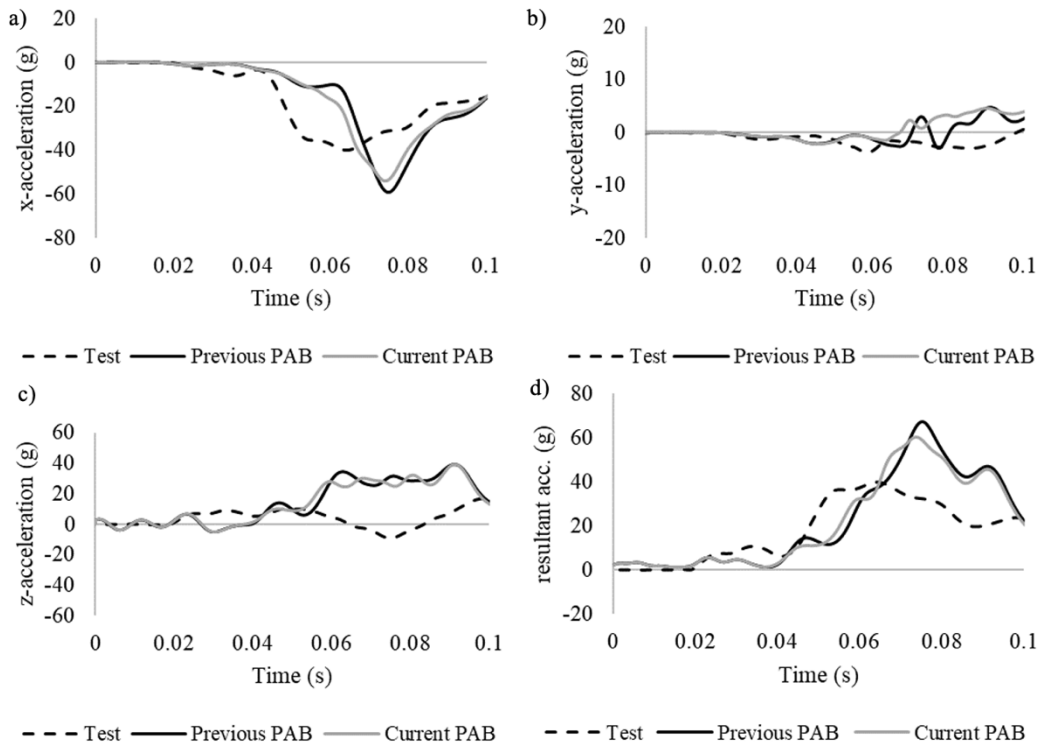 a)
20
0
-20
-40
-60
-80
x-acceleration (g)
0 0.02 0.04 0.06 0.08 0.1
Time (s)
Test Previous PAB Current PAB
b)
20
10
0
-10
-20
y-acceleration (g)
0 0.02 0.04 0.06 0.08 0.1
Time (s)
Test Previous PAB Current PAB
c)
60
40
20
0
-20
-40
-60
z-acceleration (g)
0 0.02 0.04 0.06 0.08 0.1
Time (s)
Test Previous PAB Current PAB
d)
80
60
40
20
0
-20
resultant acc. (g)
0 0.02 0.04 0.06 0.08 0.1
Time (s)
Test Previous PAB Current PAB